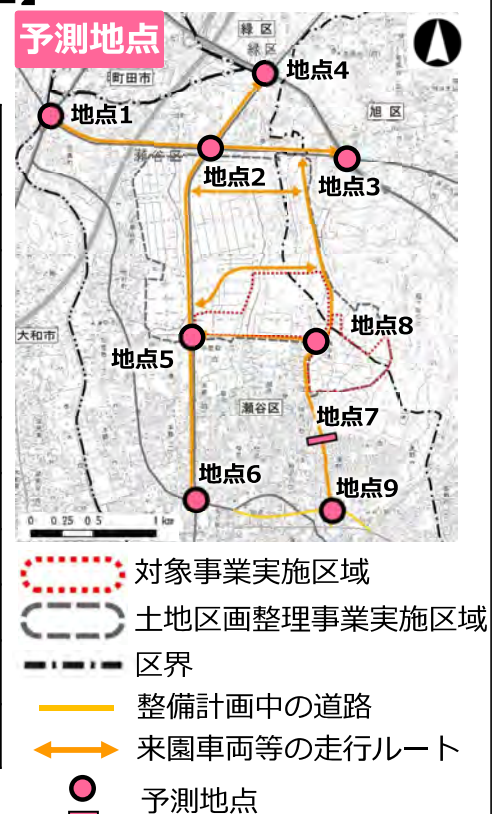 予測地点
緑区
緑区
地点4
町田市
旭区
地点1
瀬谷区
地点2
地点3
地点8
大和市
地点5
瀬谷区
地点7
地点6
地点9
0 0.25 0.5 1 km
対象事業実施区域
土地区画整理事業実施区域
区界
整備計画中の道路
来園車両等の走行ルート
予測地点